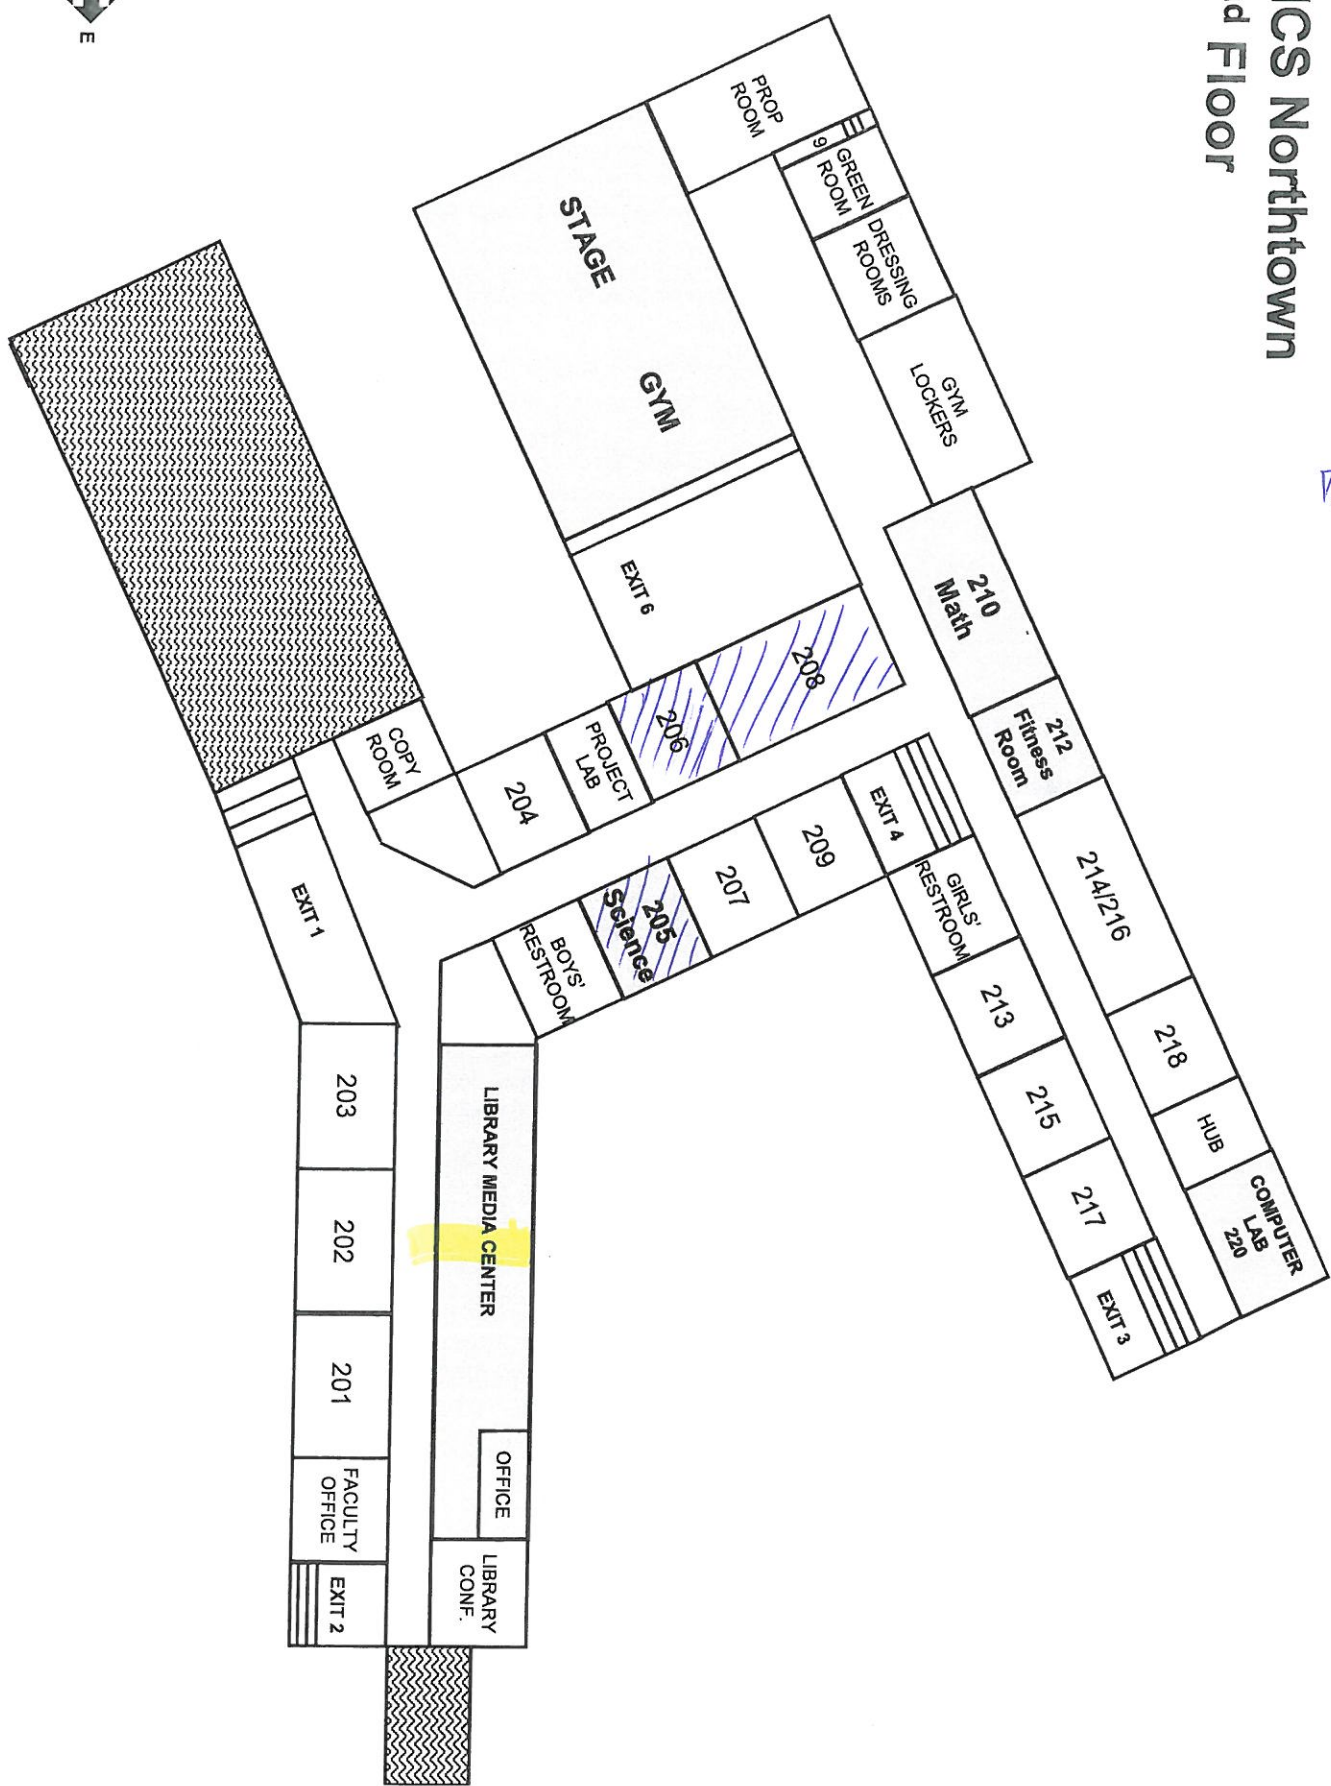 ICS Northtown
d Floor
E
PROP
ROOM
9
GREEN
ROOM
DRESSING
ROOMS
GYM
LOCKERS
STAGE
GYM
EXIT 6
210
Math
212
Fitness
Room
214/216
218
HUB
COMPUTER
LAB
220
208
206
PROJECT
LAB
204
COPY
ROOM
EXIT 4
209
207
205
Science
BOYS'
RESTROOM
GIRLS'
RESTROOM
213
215
217
EXIT 3
EXIT 1
203
202
201
FACULTY
OFFICE
EXIT 2
LIBRARY MEDIA CENTER
OFFICE
LIBRARY
CONF.